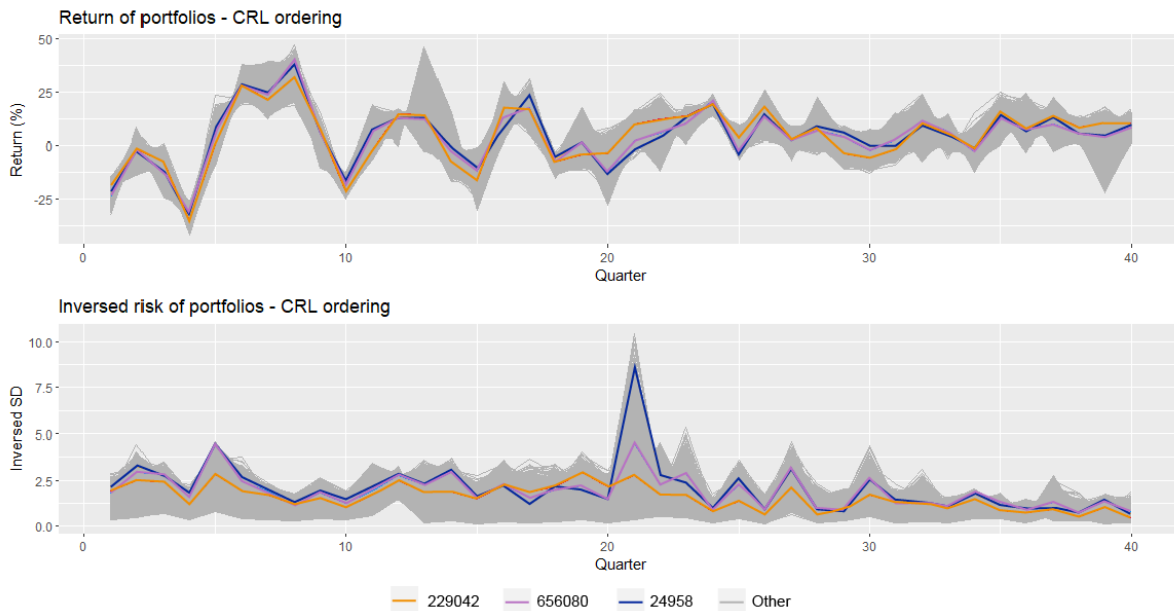 Return of portfolios - CRL ordering
50
25
0
-25
Return (%)
0 10 20 30 40
Quarter
Inversed risk of portfolios - CRL ordering
10.0
7.5
5.0
2.5
0.0
Inversed SD
0 10 20 30 40
Quarter
229042 656080 24958 Other